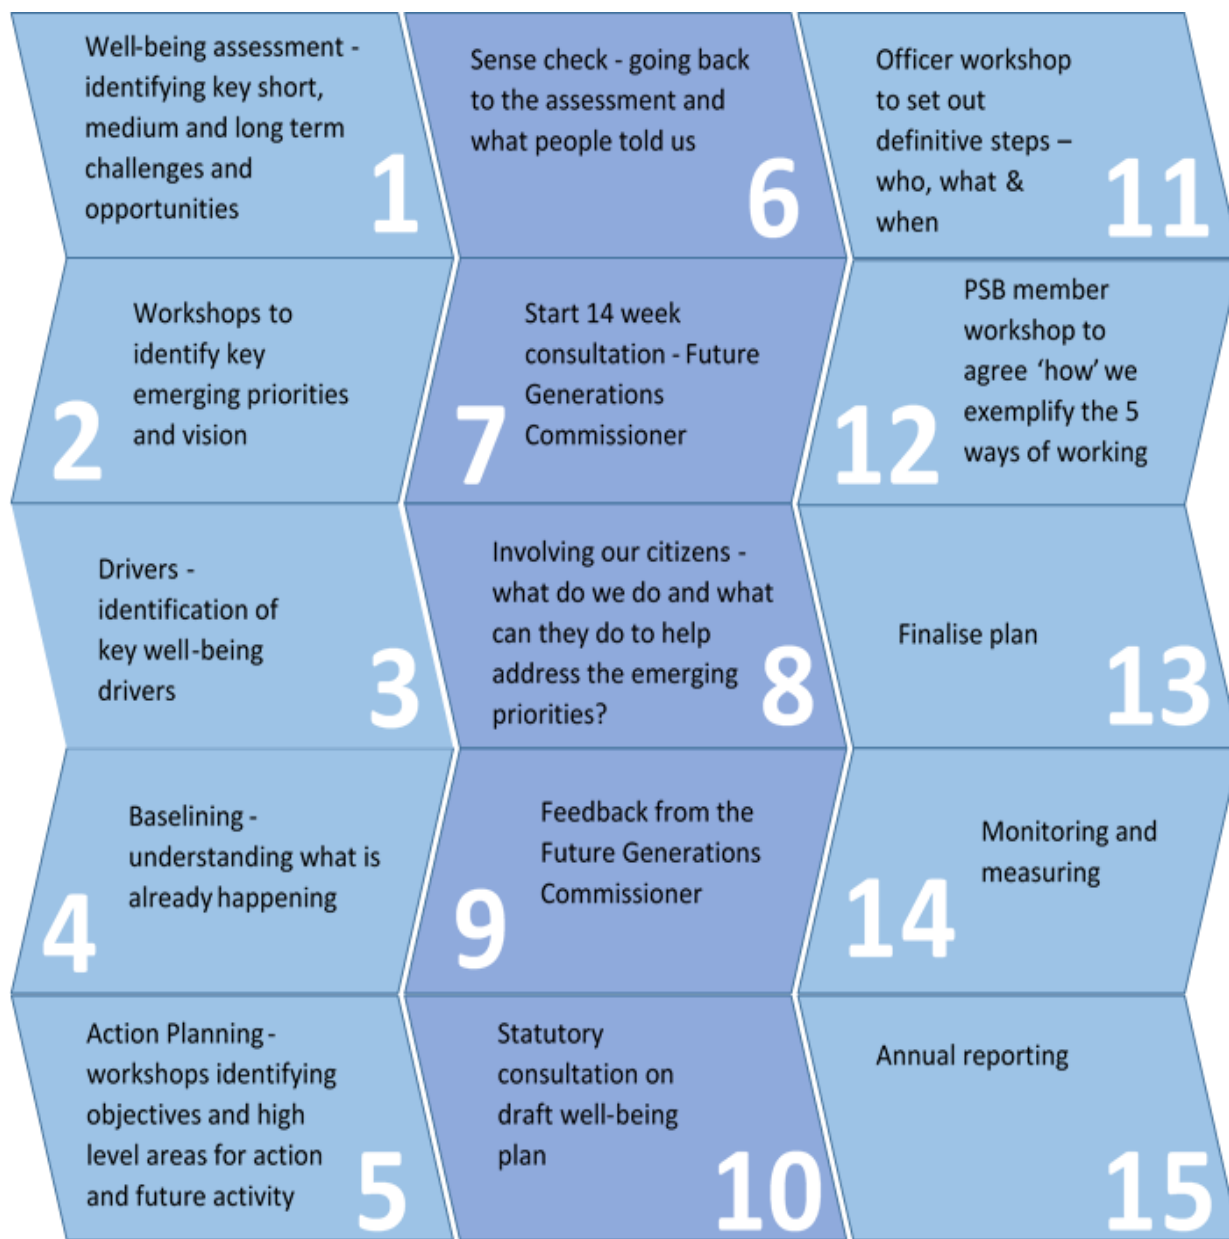 Well-being assessment -
identifying key short,
medium and long term
challenges and
opportunities
1
Workshops to
identify key
emerging priorities
and vision
2
Drivers -
identification of
key well-being
drivers
3
Baselining -
understanding what is
already happening
4
Action Planning -
workshops identifying
objectives and high
level areas for action
and future activity
5
Sense check - going back
to the assessment and
what people told us
6
Start 14 week
consultation - Future
Generations
Commissioner
7
Involving our citizens -
what do we do and what
can they do to help
address the emerging
priorities?
8
Feedback from the
Future Generations
Commissioner
9
Statutory
consultation on
draft well-being
plan
10
Officer workshop
to set out
definitive steps –
who, what &
when
11
PSB member
workshop to
agree ‘how’ we
exemplify the 5
ways of working
12
Finalise plan
13
Monitoring and
measuring
14
Annual reporting
15